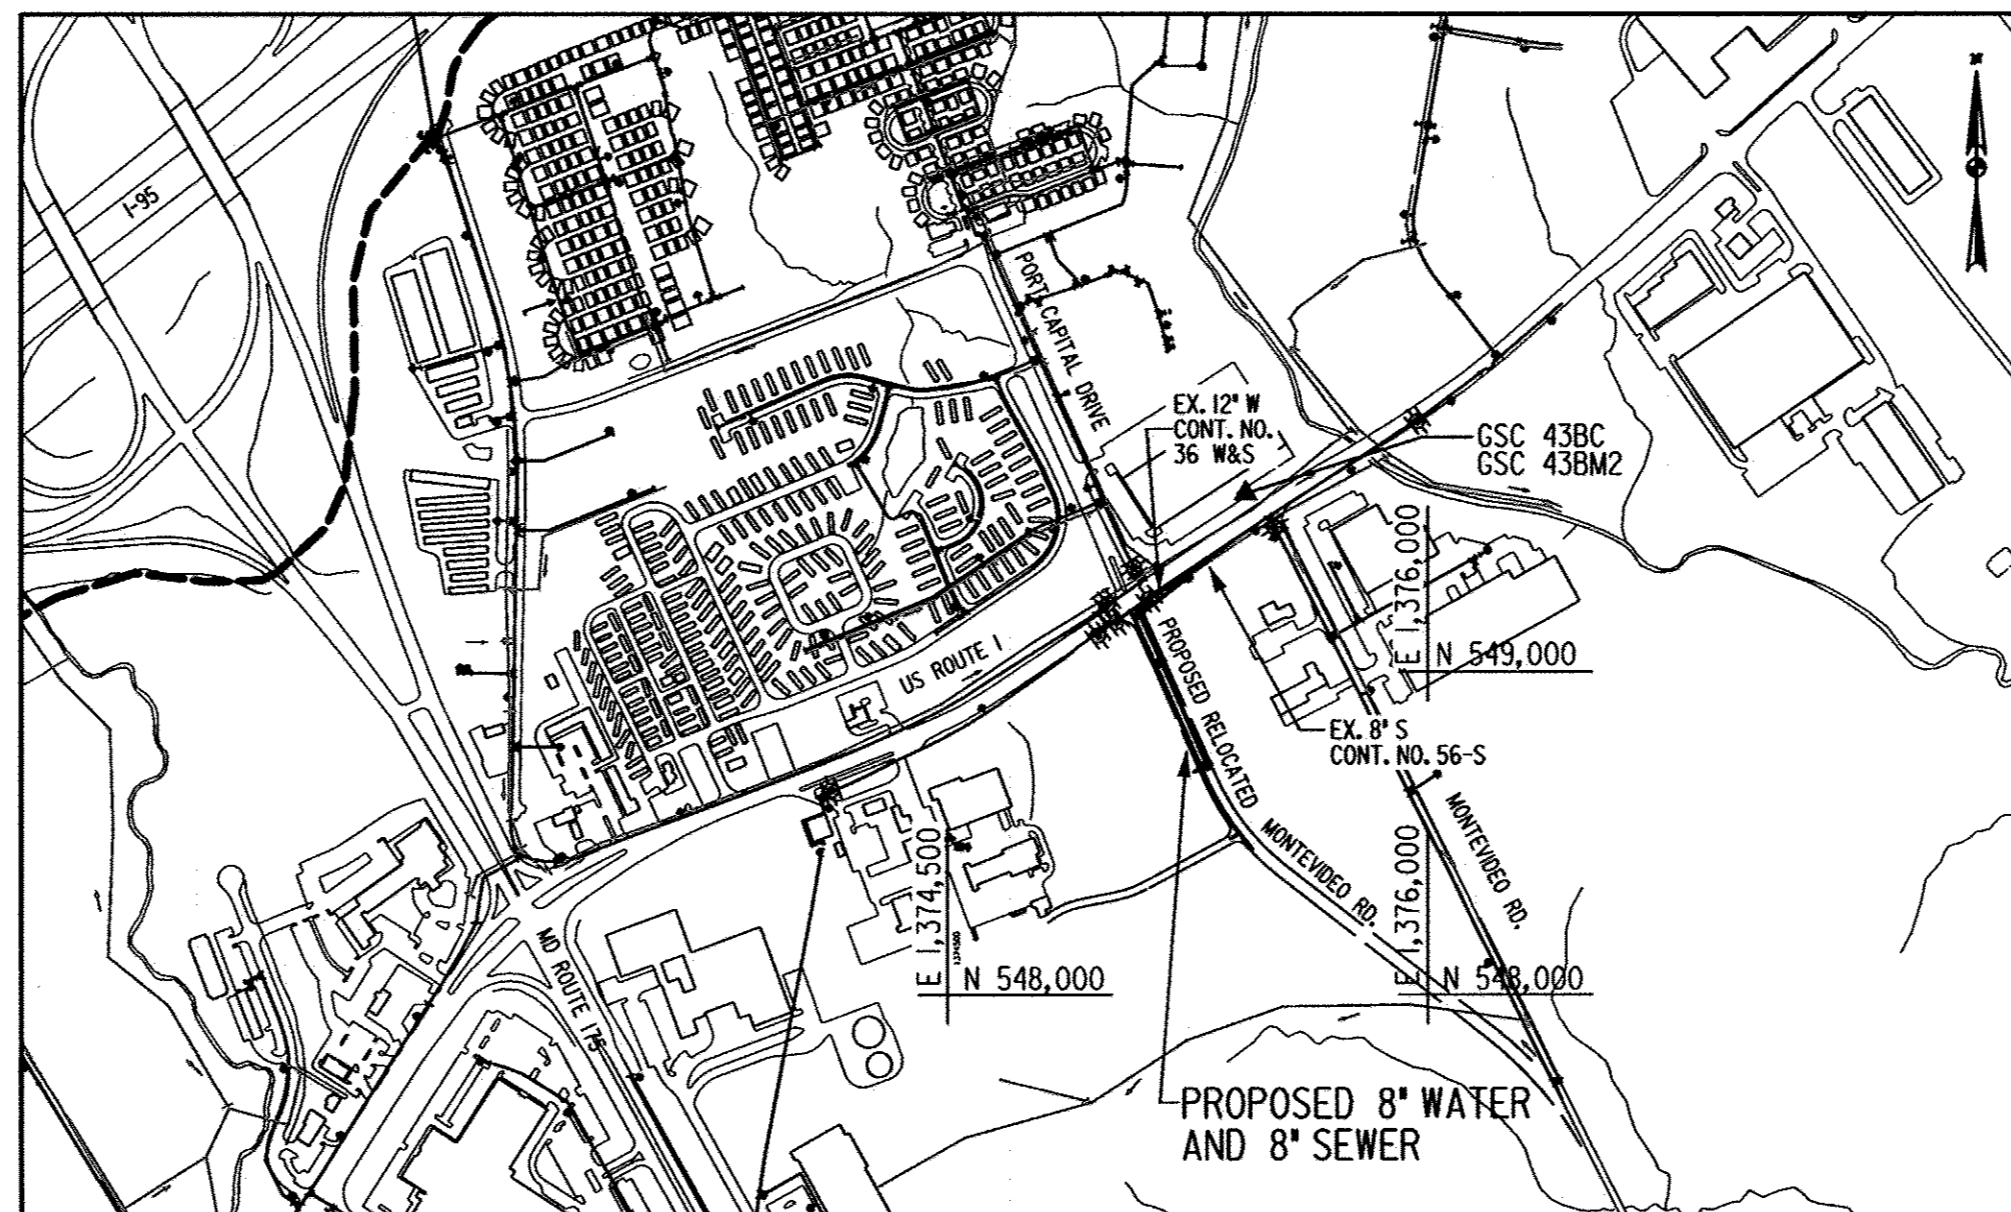 I-95
PORT CAPITAL DRIVE
EX. 12" W
CONT. NO.
36 W&S
GSC 43BC
GSC 43BM2
E 1,376,000
N 549,000
US ROUTE 1
PROPOSED RELOCATED
MONTEVIDEO RD.
EX. 8" S
CONT. NO. 56-S
MONTEVIDEO RD.
E 1,374,500
1374500
N 548,000
E 1,376,000
N 548,000
MD ROUTE 175
PROPOSED 8" WATER
AND 8" SEWER